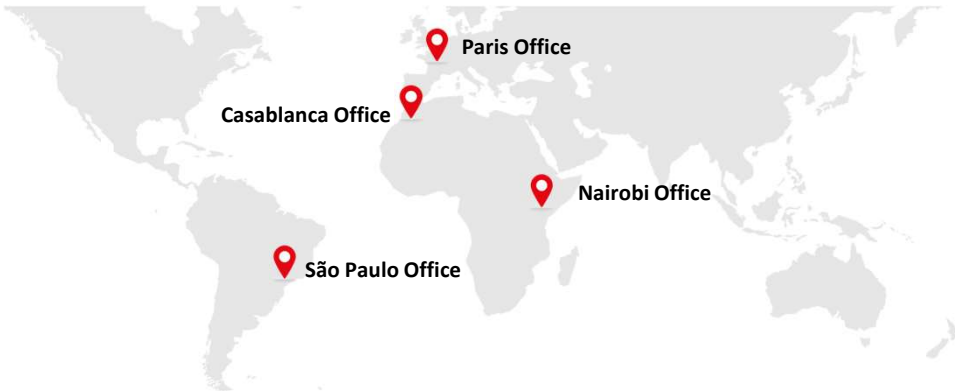 Paris Office
Casablanca Office
Nairobi Office
São Paulo Office